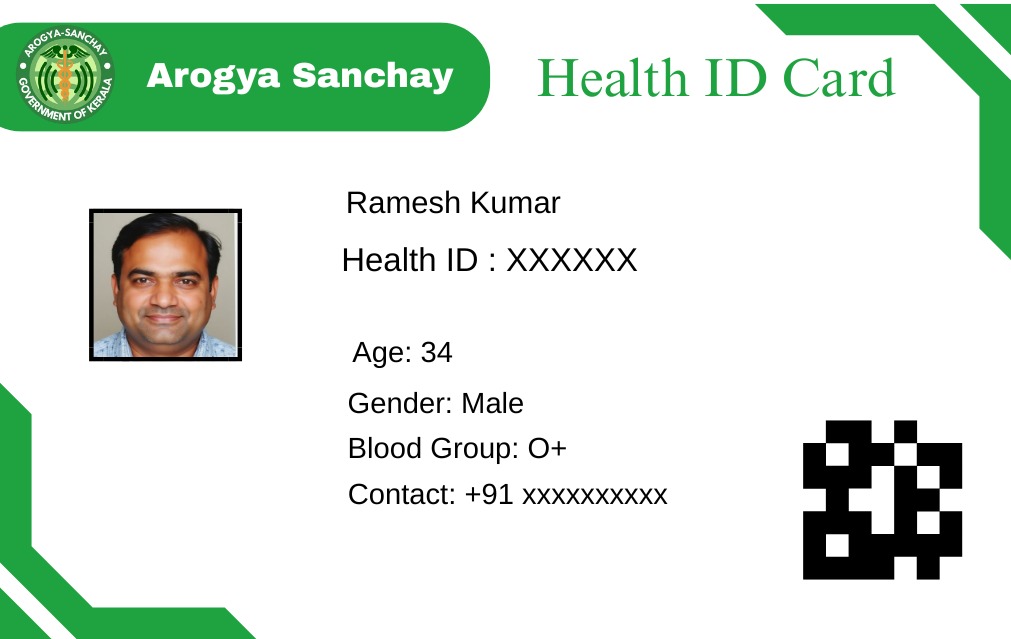 AROGYA-SANCHAY
GOVERNMENT OF KERALA
Arogya Sanchay
Health ID Card
Ramesh Kumar
Health ID : XXXXXX
Age: 34
Gender: Male
Blood Group: O+
Contact: +91 xxxxxxxxxx